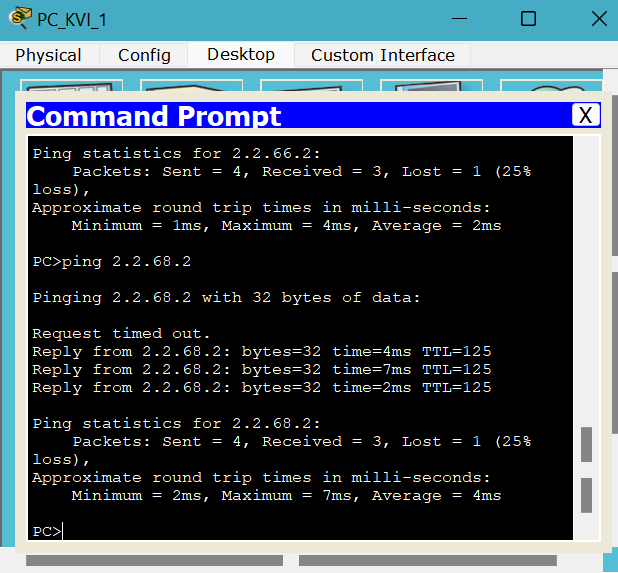 PC_KVI_1
Physical Config Desktop Custom Interface
Command Prompt X
Ping statistics for 2.2.66.2:
Packets: Sent = 4, Received = 3, Lost = 1 (25%
loss),
Approximate round trip times in milli-seconds:
Minimum = 1ms, Maximum = 4ms, Average = 2ms
PC>ping 2.2.68.2
Pinging 2.2.68.2 with 32 bytes of data:
Request timed out.
Reply from 2.2.68.2: bytes=32 time=4ms TTL=125
Reply from 2.2.68.2: bytes=32 time=7ms TTL=125
Reply from 2.2.68.2: bytes=32 time=2ms TTL=125
Ping statistics for 2.2.68.2:
Packets: Sent = 4, Received = 3, Lost = 1 (25%
loss),
Approximate round trip times in milli-seconds:
Minimum = 2ms, Maximum = 7ms, Average = 4ms
PC>